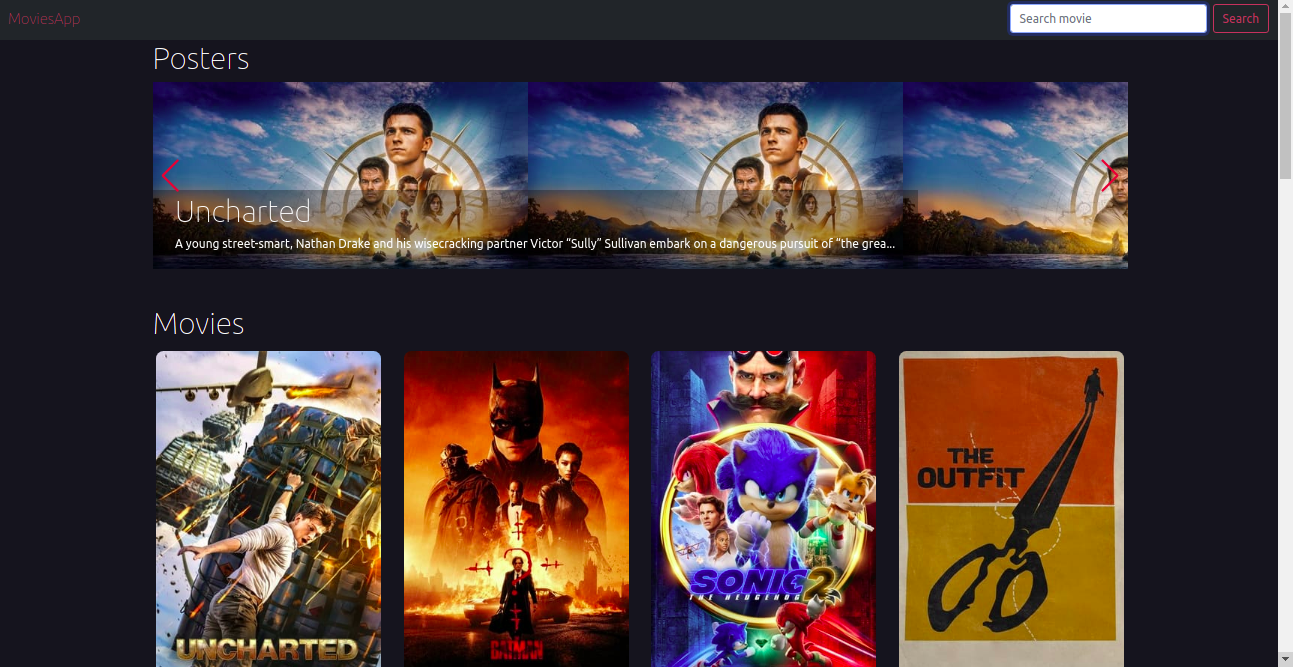 MoviesApp
Search movie
Search
Posters
Uncharted
A young street-smart, Nathan Drake and his wisecracking partner Victor “Sully” Sullivan embark on a dangerous pursuit of “the grea...
Movies
UNCHARTED
BATMAN
SONIC 2
THE HEDGEHOG
THE
OUTFIT